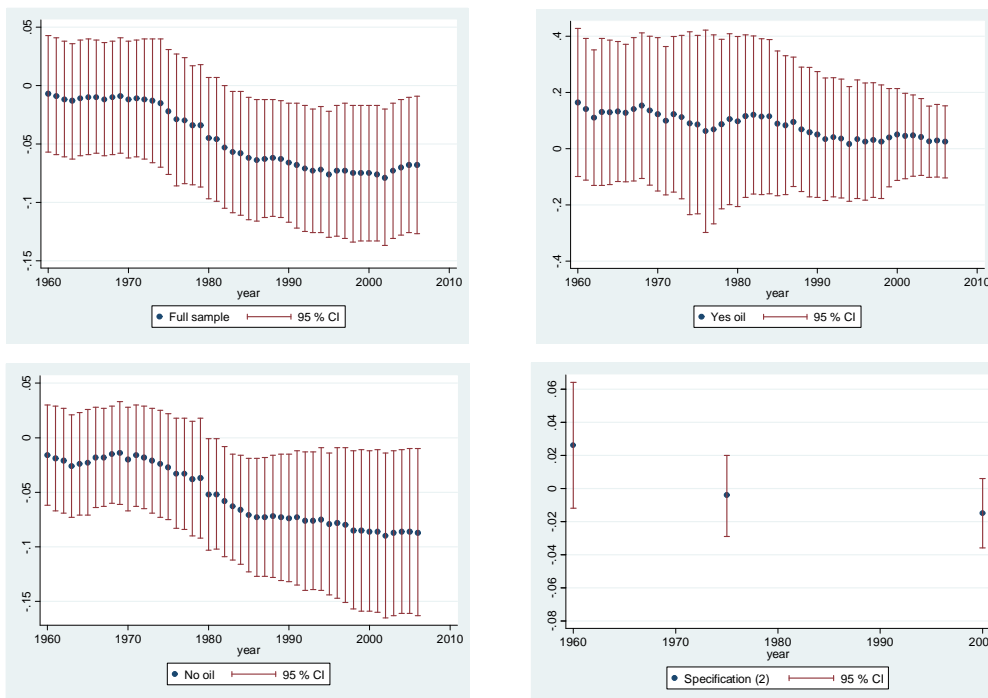 .05
0
-.05
-.1
-.15
1960 1970 1980 1990 2000 2010
year
Full sample 95 % CI
.4
.2
0
-.2
-.4
1960 1970 1980 1990 2000 2010
year
Yes oil 95 % CI
.05
0
-.05
-.1
-.15
1960 1970 1980 1990 2000 2010
year
No oil 95 % CI
.06
.04
.02
0
-.02
-.04
-.06
-.08
1960 1970 1980 1990 200
year
Specification (2) 95 % CI